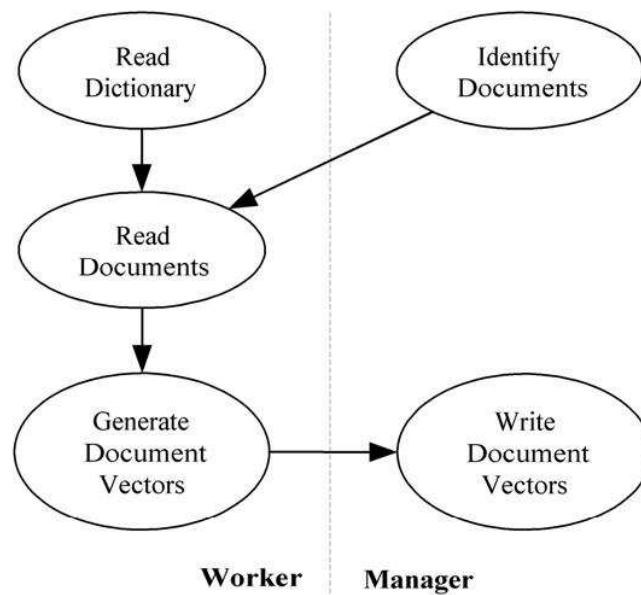 Read
Dictionary
Identify
Documents
Read
Documents
Generate
Document
Vectors
Write
Document
Vectors
Worker
Manager